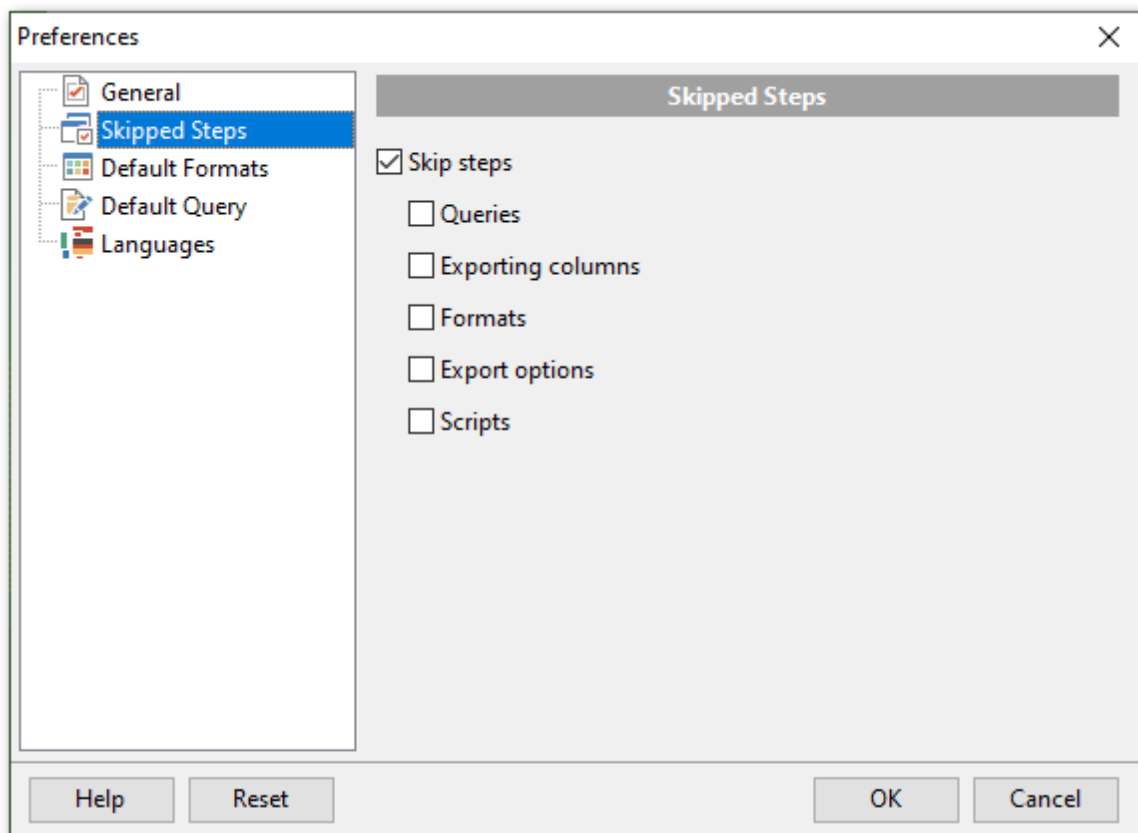 Preferences
General
Skipped Steps
Default Formats
Default Query
Languages
Skipped Steps
Skip steps
Queries
Exporting columns
Formats
Export options
Scripts
Help
Reset
OK
Cancel